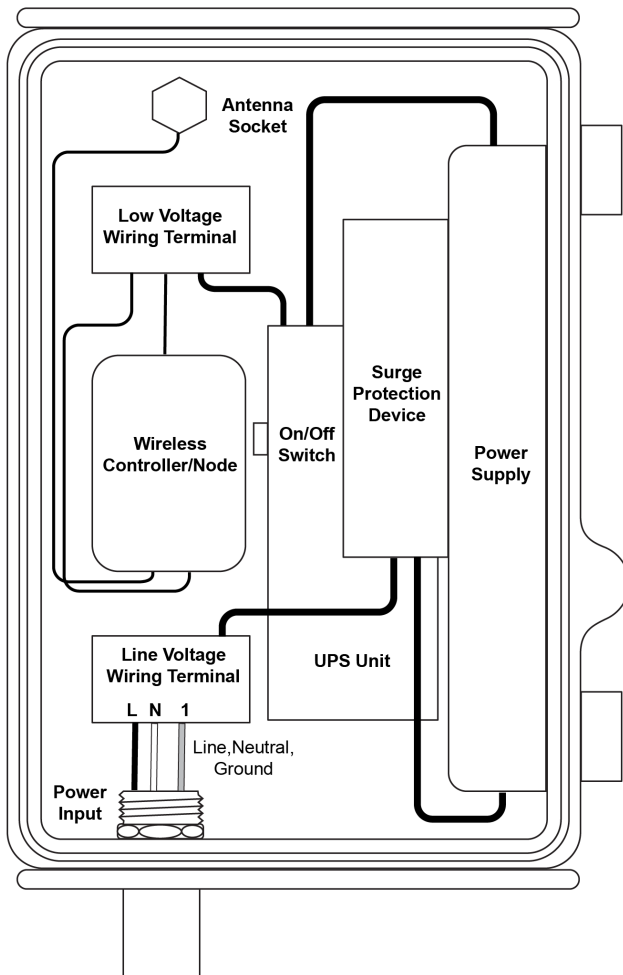 Antenna
Socket
Low Voltage
Wiring Terminal
Surge
Protection
Device
On/Off
Switch
Wireless
Controller/Node
Power
Supply
Line Voltage
Wiring Terminal
UPS Unit
L N 1
Line,Neutral,
Ground
Power
Input